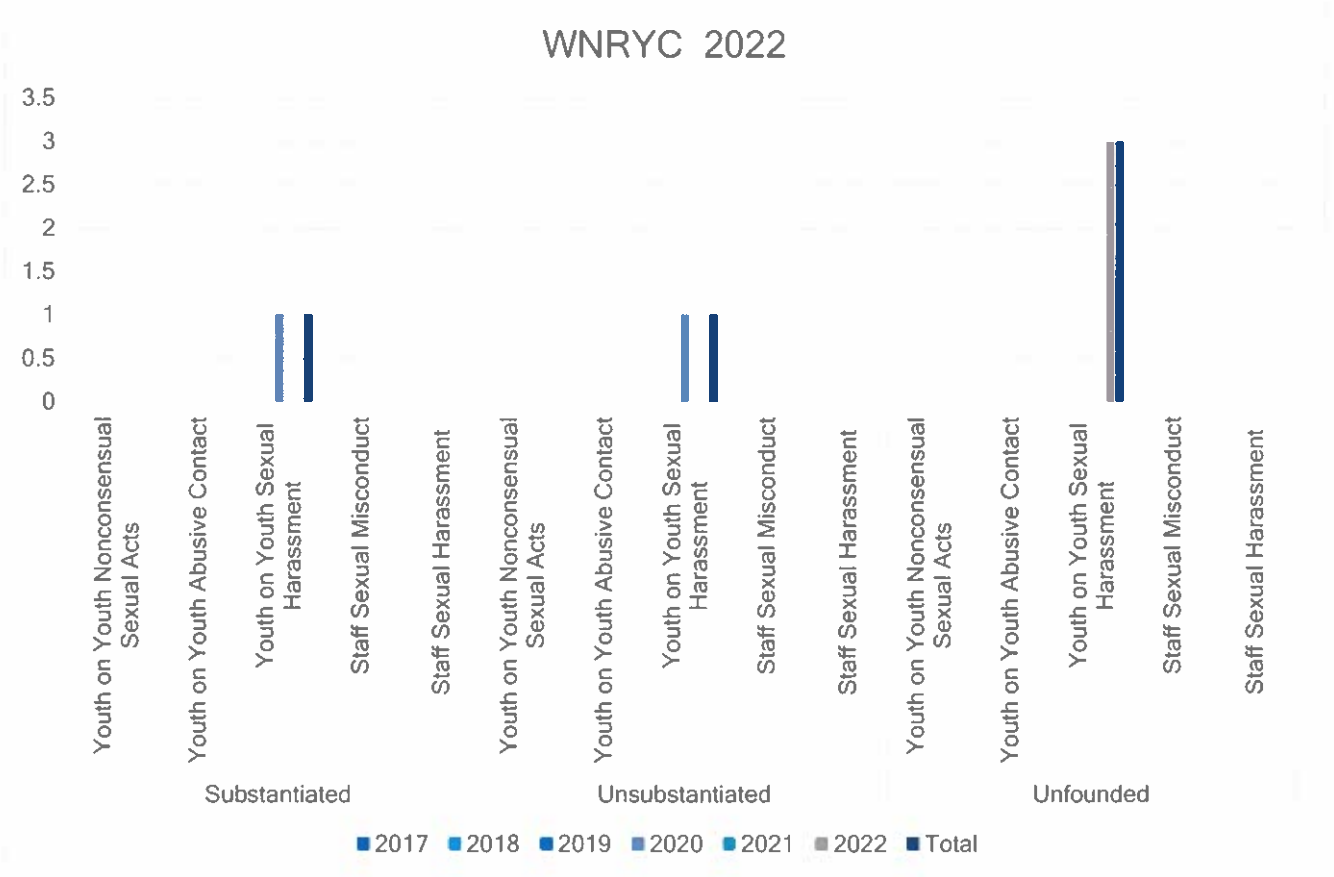 WNRYC 2022
3.5
3
2.5
2
1.5
1
0.5
0
Youth on Youth Nonconsensual
Sexual Acts
Youth on Youth Abusive Contact
Youth on Youth Sexual
Harassment
Staff Sexual Misconduct
Staff Sexual Harassment
Youth on Youth Nonconsensual
Sexual Acts
Youth on Youth Abusive Contact
Youth on Youth Sexual
Harassment
Staff Sexual Misconduct
Staff Sexual Harassment
Youth on Youth Nonconsensual
Sexual Acts
Youth on Youth Abusive Contact
Youth on Youth Sexual
Harassment
Staff Sexual Misconduct
Staff Sexual Harassment
Substantiated
Unsubstantiated
Unfounded
2017 2018 2019 2020 2021 2022 Total